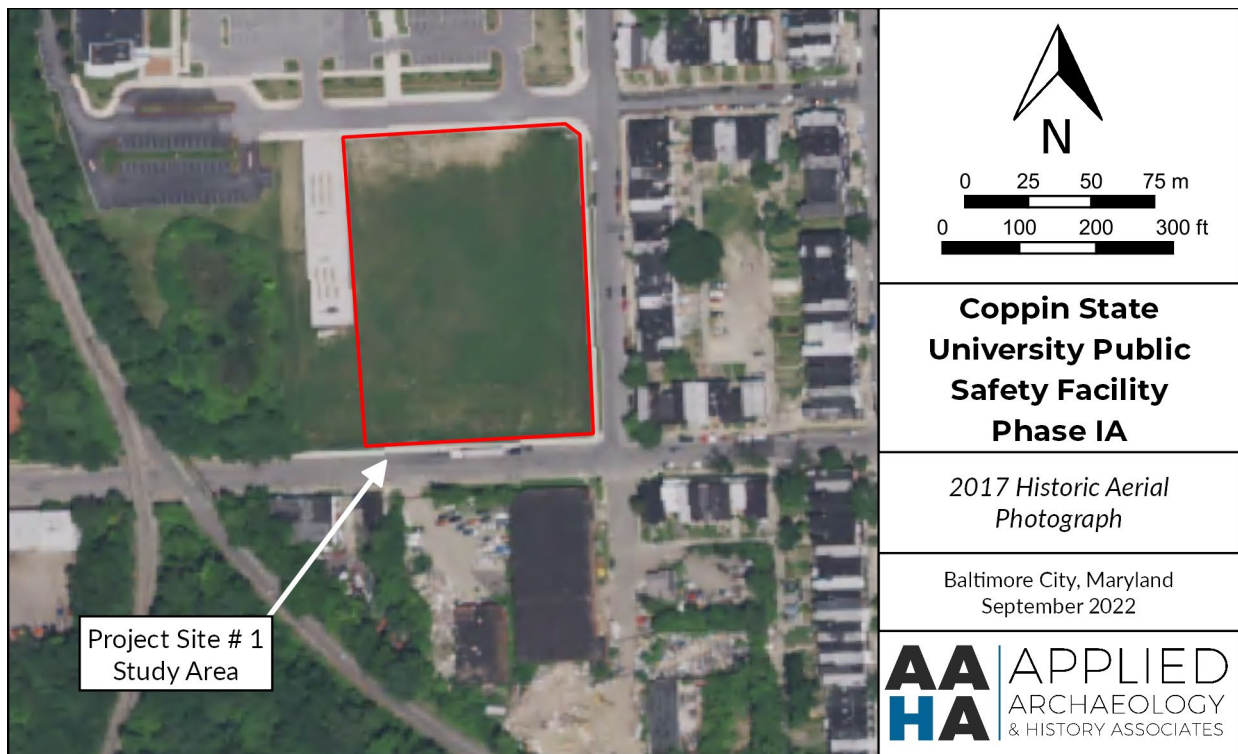 N
0 25 50 75 m
0 100 200 300 ft
Coppin State
University Public
Safety Facility
Phase IA
2017 Historic Aerial
Photograph
Baltimore City, Maryland
September 2022
AA
HA
APPLIED
ARCHAEOLOGY
& HISTORY ASSOCIATES
Project Site # 1
Study Area